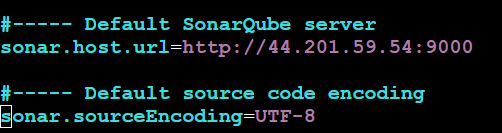 #----- Default SonarQube server
sonar.host.url=http://44.201.59.54:9000
#----- Default source code encoding
sonar.sourceEncoding=UTF-8